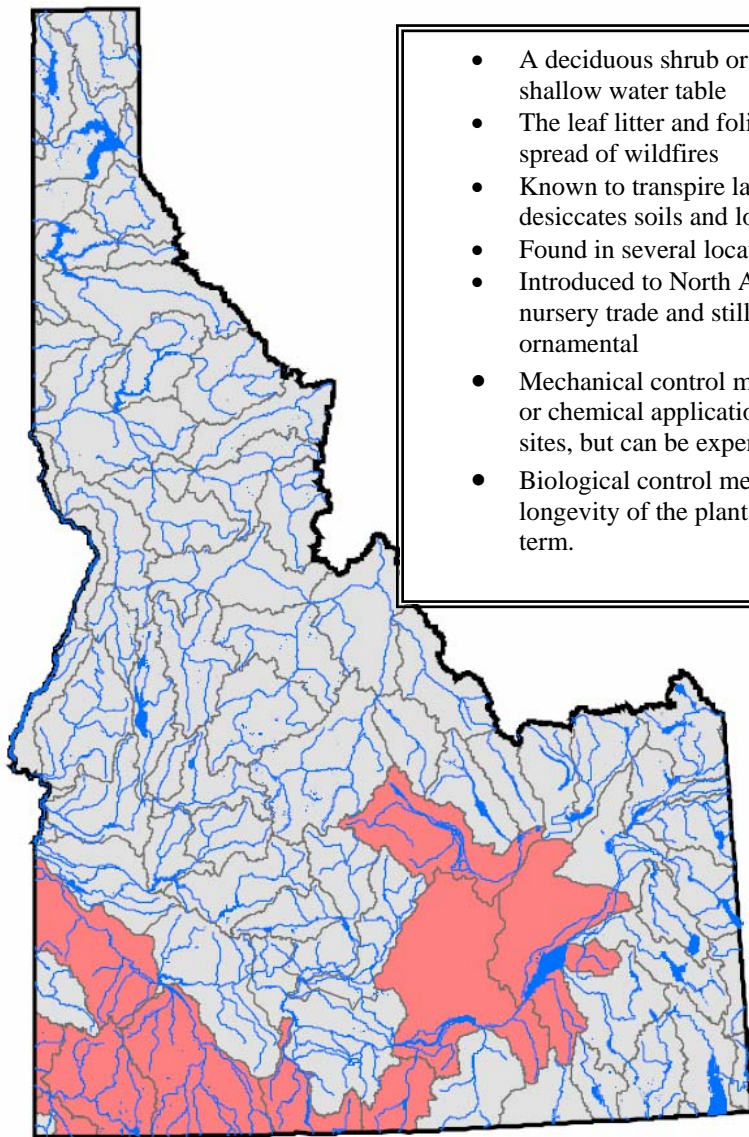 • A deciduous shrub or
shallow water table
• The leaf litter and foli
spread of wildfires
• Known to transpire la
desiccates soils and lo
• Found in several locat
• Introduced to North A
nursery trade and still
ornamental
• Mechanical control m
or chemical applicatio
sites, but can be exper
• Biological control me
longevity of the plant
term.